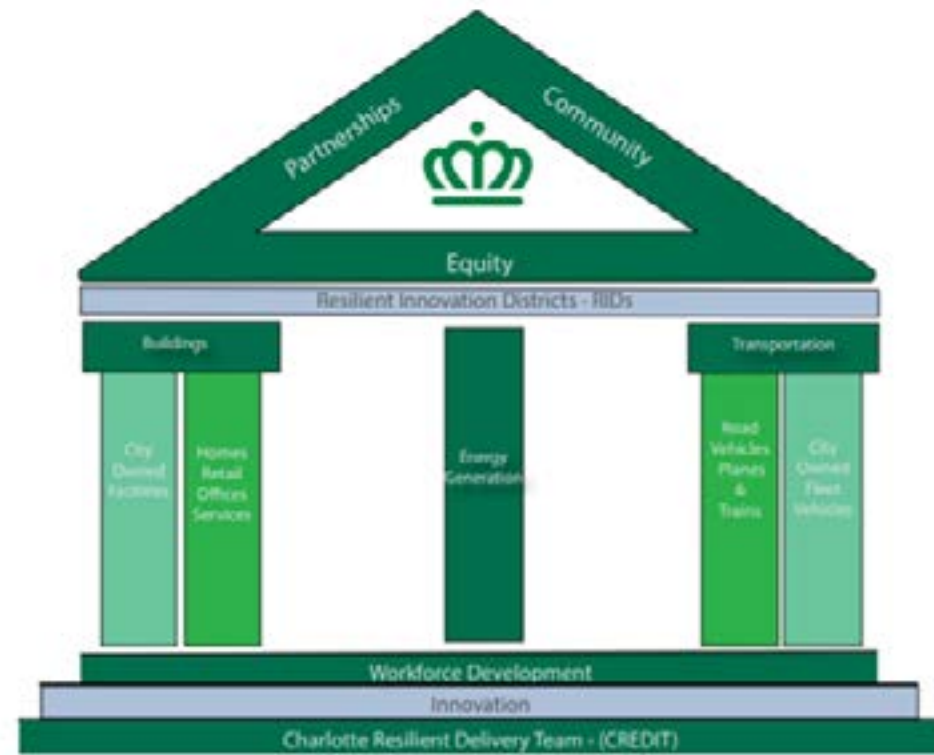 Partnerships
Community
Equity
Resilient Innovation Districts - RIDs
Buildings
Transportation
City
Owned
Facilities
Homes
Retail
Offices
Services
Energy
Generation
Road
Vehicles
Planes
&
Trains
City
Owned
Fleet
Vehicles
Workforce Development
Innovation
Charlotte Resilient Delivery Team - (CREDIT)